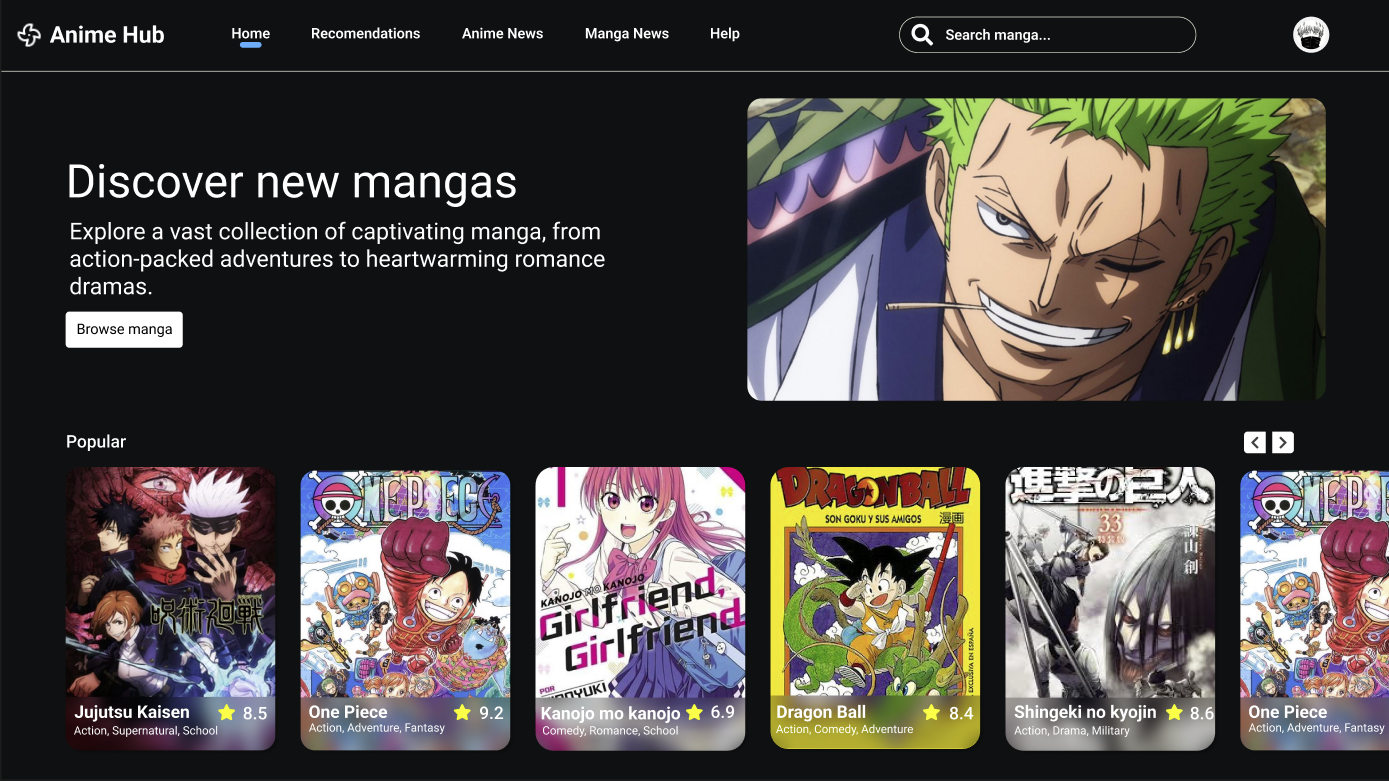 Anime Hub
Home
Recomendations
Anime News
Manga News
Help
Search manga...
Discover new mangas
Explore a vast collection of captivating manga, from
action-packed adventures to heartwarming romance
dramas.
Browse manga
Popular
呪術廻戦
Jujutsu Kaisen
8.5
Action, Supernatural, School
ONE PIECE
One Piece
9.2
Action, Adventure, Fantasy
1
KANOJO MO KANOJO
Girlfriend,
Girlfriend
POR
Kanojo mo kanojo
6.9
Comedy, Romance, School
DRAGON BALL
SON GOKU Y SUS AMIGOS
漫画
EXCLUSIVA EN ESPAÑA
Dragon Ball
8.4
Action, Comedy, Adventure
進撃の巨人
33
諫山創
Shingeki no kyojin
8.6
Action, Drama, Military
ONE PI
One Piece
Action, Adventure, Fantasy